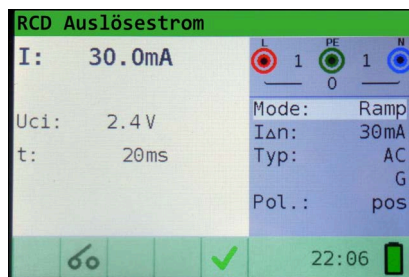 RCD Auslösestrom
I: 30.0mA
Uci: 2.4V
t: 20ms
L PE N
1 1
0
Mode: Ramp
I∆n: 30mA
Typ: AC
G
Pol.: pos
22:06